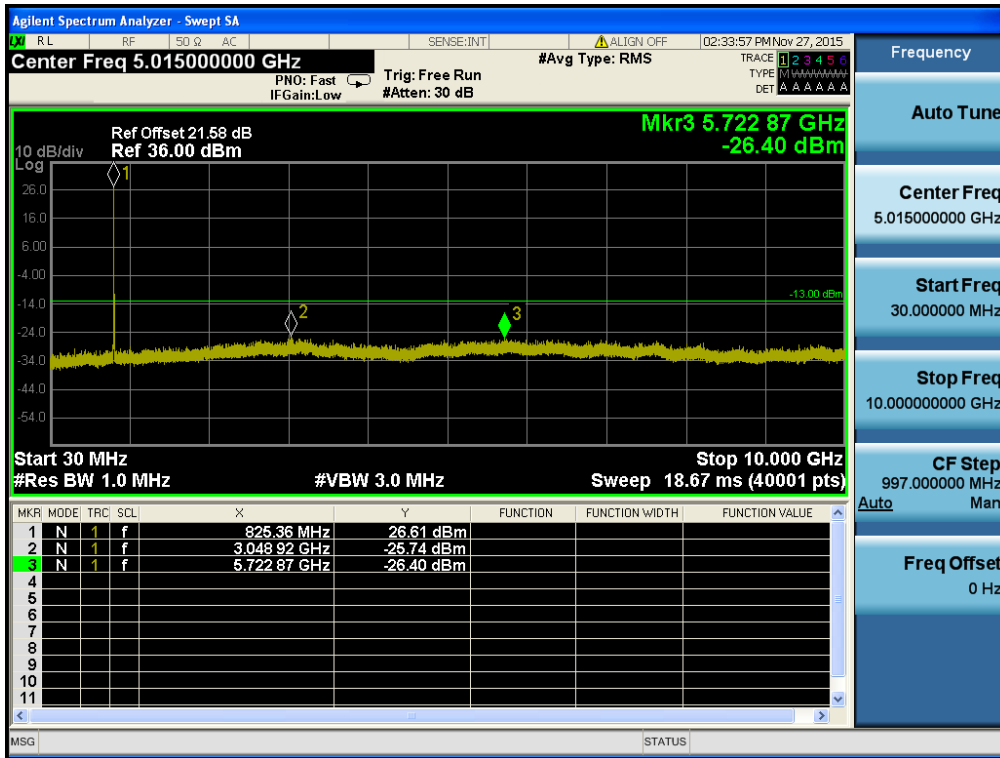 Agilent Spectrum Analyzer - Swept SA
LXI RL RF 50 Ω AC SENSE:INT ALIGN OFF 02:33:57 PM Nov 27, 2015
Center Freq 5.015000000 GHz #Avg Type: RMS TRACE 1 2 3 4 5 6
PNO: Fast Trig: Free Run TYPE M WWWWW
IFGain:Low #Atten: 30 dB DET A A A A A A
Mkr3 5.722 87 GHz
-26.40 dBm
Ref Offset 21.58 dB
10 dB/div Ref 36.00 dBm
Log
1
26.0
16.0
6.00
-4.00
-13.00 dBm
-14.0
2
3
-24.0
-34.0
-44.0
-54.0
Start 30 MHz Stop 10.000 GHz
#Res BW 1.0 MHz #VBW 3.0 MHz Sweep 18.67 ms (40001 pts)
MKR MODE TRC SCL X Y FUNCTION FUNCTION WIDTH FUNCTION VALUE
1 N 1 f 825.36 MHz 26.61 dBm
2 N 1 f 3.048 92 GHz -25.74 dBm
3 N 1 f 5.722 87 GHz -26.40 dBm
4
5
6
7
8
9
10
11
MSG STATUS
Frequency
Auto Tune
Center Freq
5.015000000 GHz
Start Freq
30.000000 MHz
Stop Freq
10.000000000 GHz
CF Step
997.000000 MHz
Auto Man
Freq Offset
0 Hz